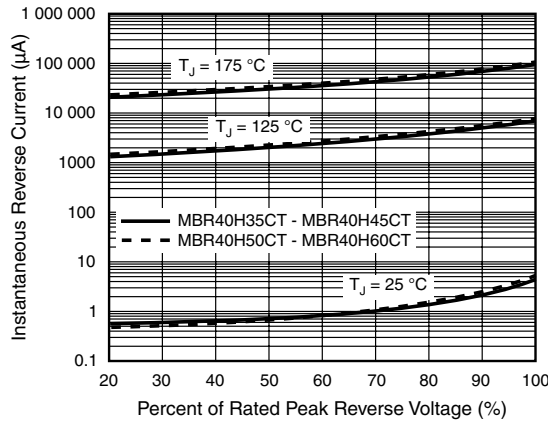 Instantaneous Reverse Current (µA)
1 000 000
100 000
10 000
1000
100
10
1
0.1
T_J = 175 °C
T_J = 125 °C
MBR40H35CT - MBR40H45CT
MBR40H50CT - MBR40H60CT
T_J = 25 °C
20 30 40 50 60 70 80 90 100
Percent of Rated Peak Reverse Voltage (%)